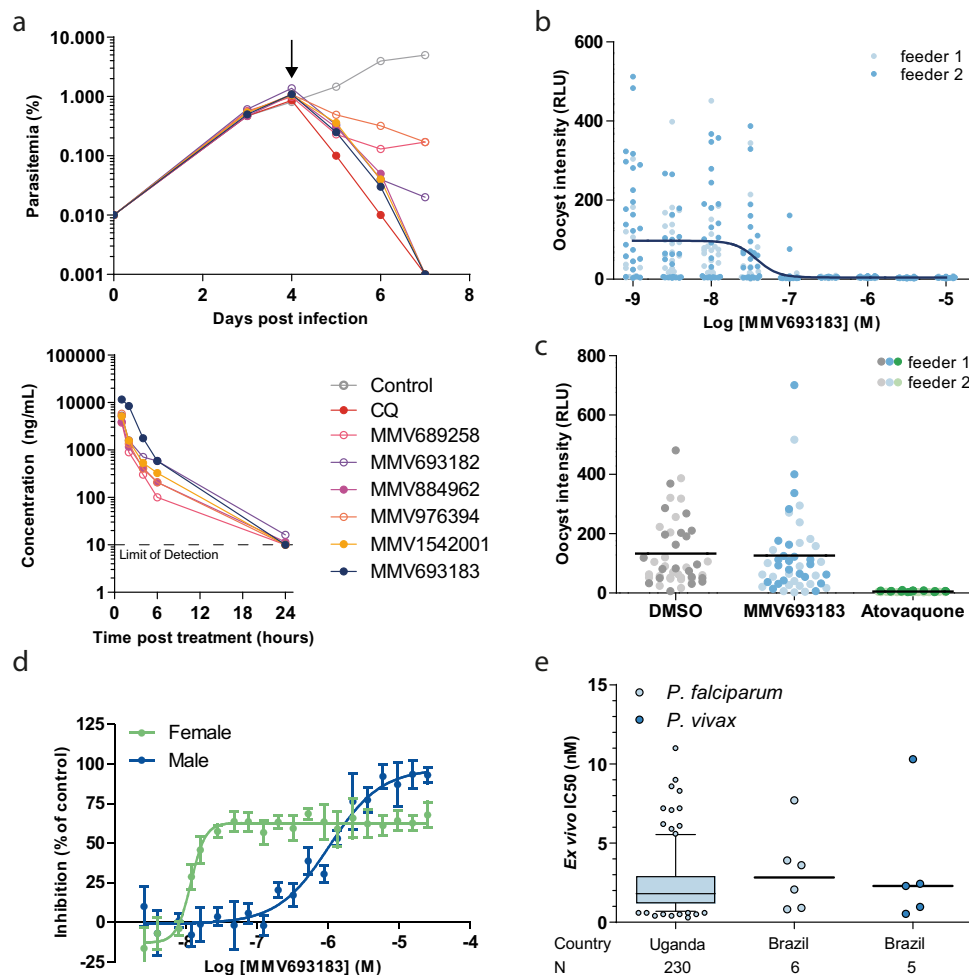 a
10.000
1.000
0.100
0.010
0.001
Parasitemia (%)
0 2 4 6 8
Days post infection
100000
10000
1000
100
10
1
Concentration (ng/mL)
Limit of Detection
0 6 12 18 24
Time post treatment (hours)
Control
CQ
MMV689258
MMV693182
MMV884962
MMV976394
MMV1542001
MMV693183
b
600
400
200
0
Oocyst intensity (RLU)
feeder 1
feeder 2
-9 -8 -7 -6 -5
Log [MMV693183] (M)
c
800
600
400
200
0
Oocyst intensity (RLU)
feeder 1
feeder 2
DMSO MMV693183 Atovaquone
d
125
100
75
50
25
0
-25
Inhibition (% of control)
Female
Male
-8 -7 -6 -5 -4
Log [MMV693183] (M)
e
15
10
5
0
Ex vivo IC50 (nM)
P. falciparum
P. vivax
Country Uganda Brazil Brazil
N 230 6 5